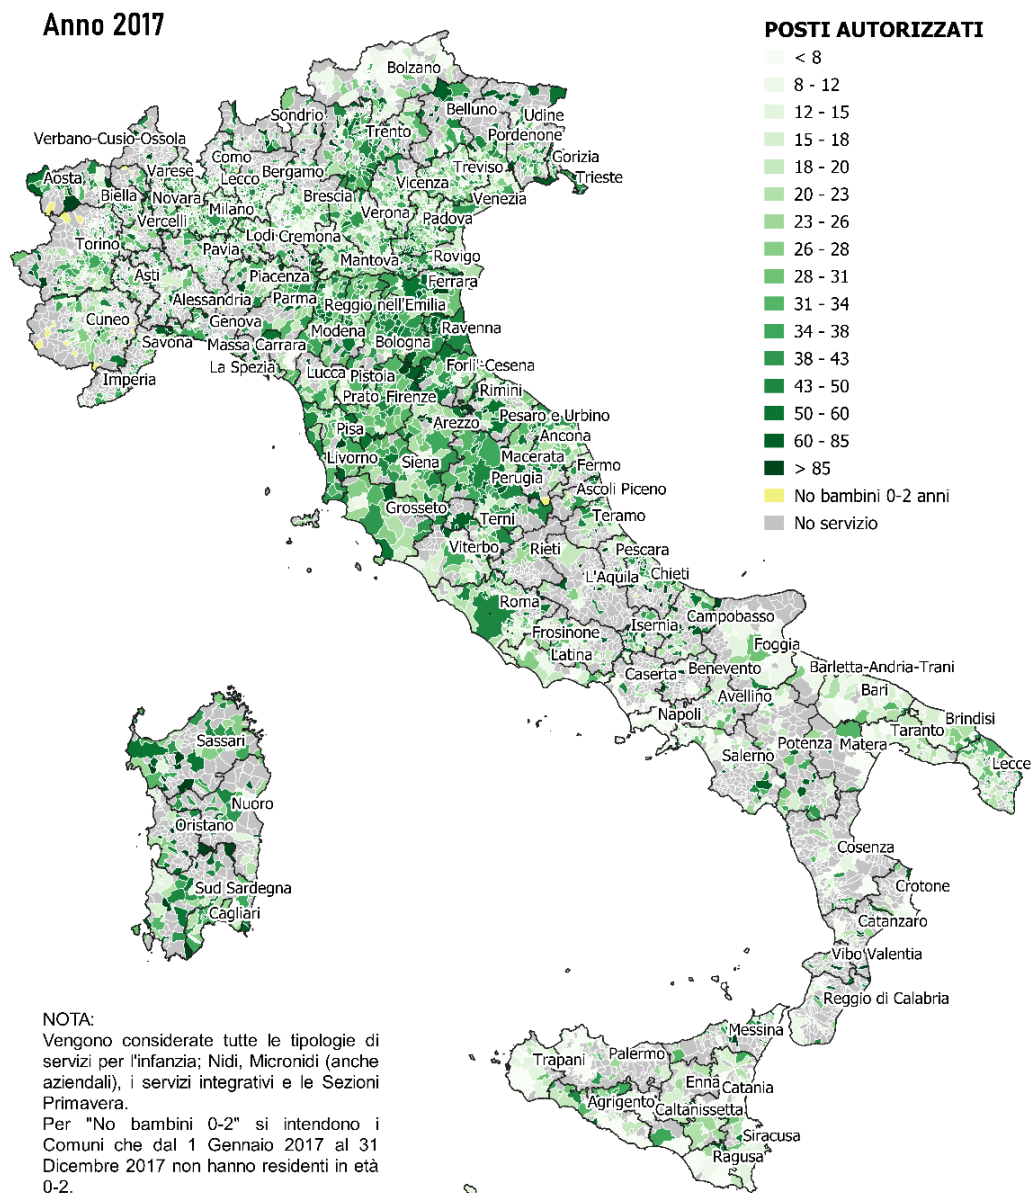 Anno 2017
POSTI AUTORIZZATI
< 8
8 - 12
12 - 15
15 - 18
18 - 20
20 - 23
23 - 26
26 - 28
28 - 31
31 - 34
34 - 38
38 - 43
43 - 50
50 - 60
60 - 85
> 85
No bambini 0-2 anni
No servizio
Bolzano
Sondrio
Belluno
Udine
Trento
Pordenone
Verbano-Cusio-Ossola
Como
Gorizia
Aosta
Varese
Lecco
Bergamo
Treviso
Trieste
Biella
Novara
Brescia
Vicenza
Venezia
Milano
Verona
Padova
Vercelli
Torino
Pavia
Lodi
Cremona
Mantova
Rovigo
Asti
Piacenza
Ferrara
Alessandria
Parma
Reggio nell'Emilia
Cuneo
Genova
Modena
Ravenna
Savona
Massa Carrara
Bologna
La Spezia
Forli'-Cesena
Imperia
Lucca
Pistoia
Rimini
Prato
Firenze
Pesaro e Urbino
Arezzo
Pisa
Ancona
Livorno
Siena
Macerata
Fermo
Perugia
Ascoli Piceno
Grosseto
Terni
Teramo
Viterbo
Rieti
Pescara
L'Aquila
Chieti
Roma
Campobasso
Isernia
Frosinone
Foggia
Latina
Benevento
Barletta-Andria-Trani
Caserta
Avellino
Bari
Napoli
Brindisi
Taranto
Potenza
Matera
Salerno
Lecce
Sassari
Nuoro
Oristano
Cosenza
Sud Sardegna
Crotone
Cagliari
Catanzaro
Vibo Valentia
Reggio di Calabria
Messina
Trapani
Palermo
Enna
Catania
Agrigento
Caltanissetta
Siracusa
Ragusa
NOTA:
Vengono considerate tutte le tipologie di
servizi per l'infanzia; Nidi, Micronidi (anche
aziendali), i servizi integrativi e le Sezioni
Primavera.
Per "No bambini 0-2" si intendono i
Comuni che dal 1 Gennaio 2017 al 31
Dicembre 2017 non hanno residenti in età
0-2.